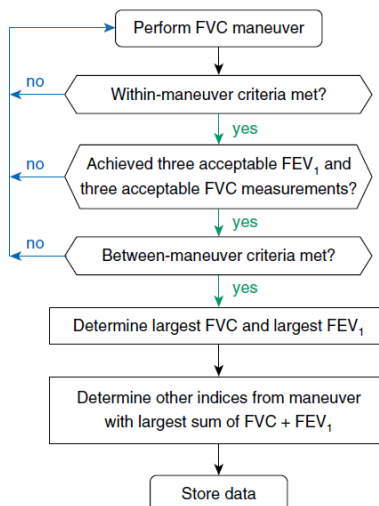 Perform FVC maneuver
no
Within-maneuver criteria met?
yes
no
Achieved three acceptable FEV₁ and
three acceptable FVC measurements?
yes
no
Between-maneuver criteria met?
yes
Determine largest FVC and largest FEV₁
Determine other indices from maneuver
with largest sum of FVC + FEV₁
Store data